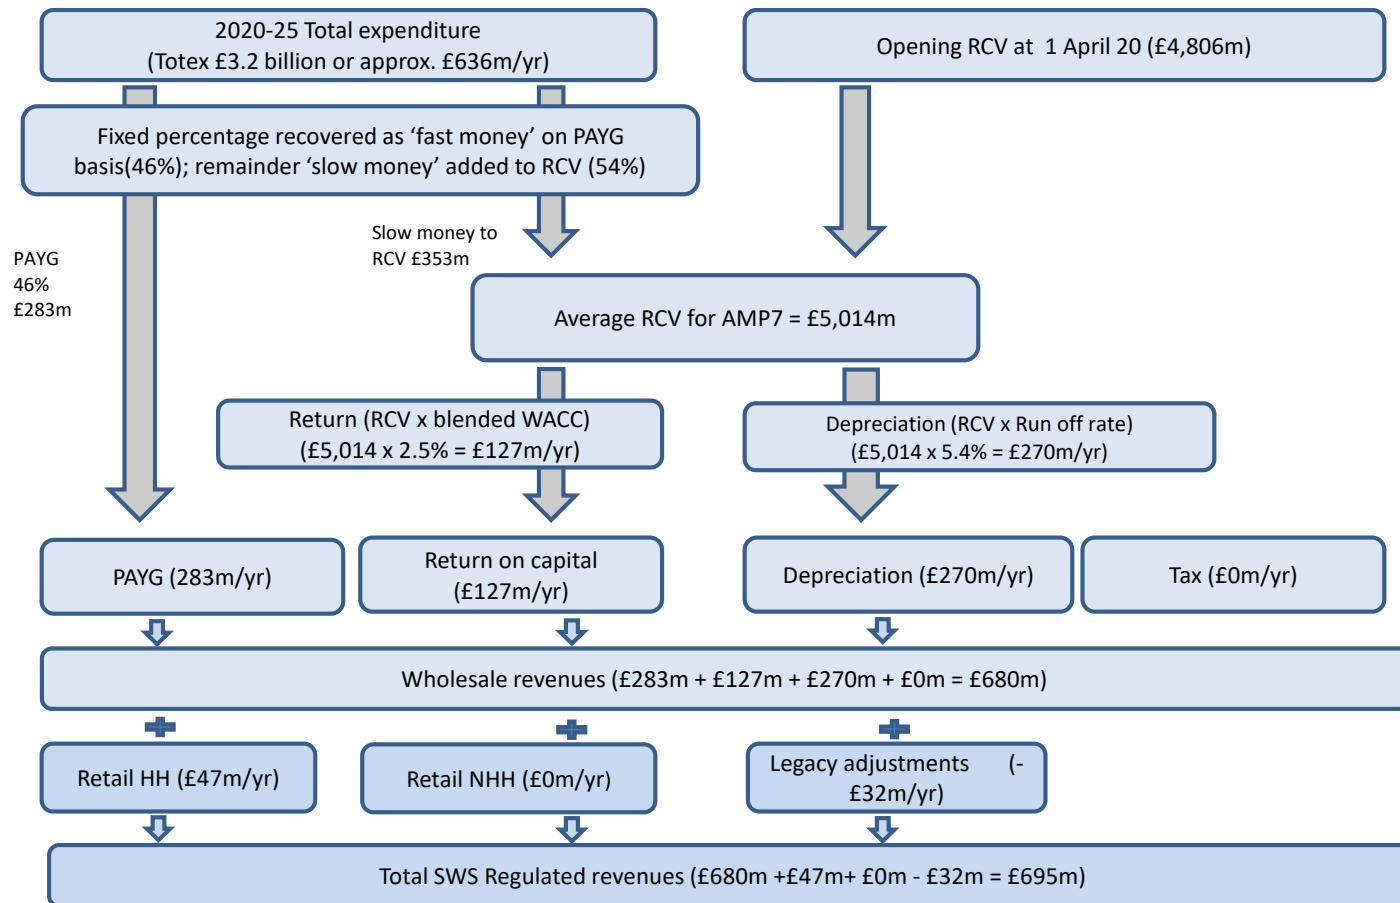 2020-25 Total expenditure
(Totex £3.2 billion or approx. £636m/yr)
Opening RCV at  1 April 20 (£4,806m)
Fixed percentage recovered as ‘fast money’ on PAYG
basis(46%); remainder ‘slow money’ added to RCV (54%)
Slow money to
RCV £353m
PAYG
46%
£283m
Average RCV for AMP7 = £5,014m
Return (RCV x blended WACC)
(£5,014 x 2.5% = £127m/yr)
Depreciation (RCV x Run off rate)
(£5,014 x 5.4% = £270m/yr)
PAYG (283m/yr)
Return on capital
(£127m/yr)
Depreciation (£270m/yr)
Tax (£0m/yr)
Wholesale revenues (£283m + £127m + £270m + £0m = £680m)
Retail HH (£47m/yr)
Retail NHH (£0m/yr)
Legacy adjustments (-
£32m/yr)
Total SWS Regulated revenues (£680m +£47m+ £0m - £32m = £695m)